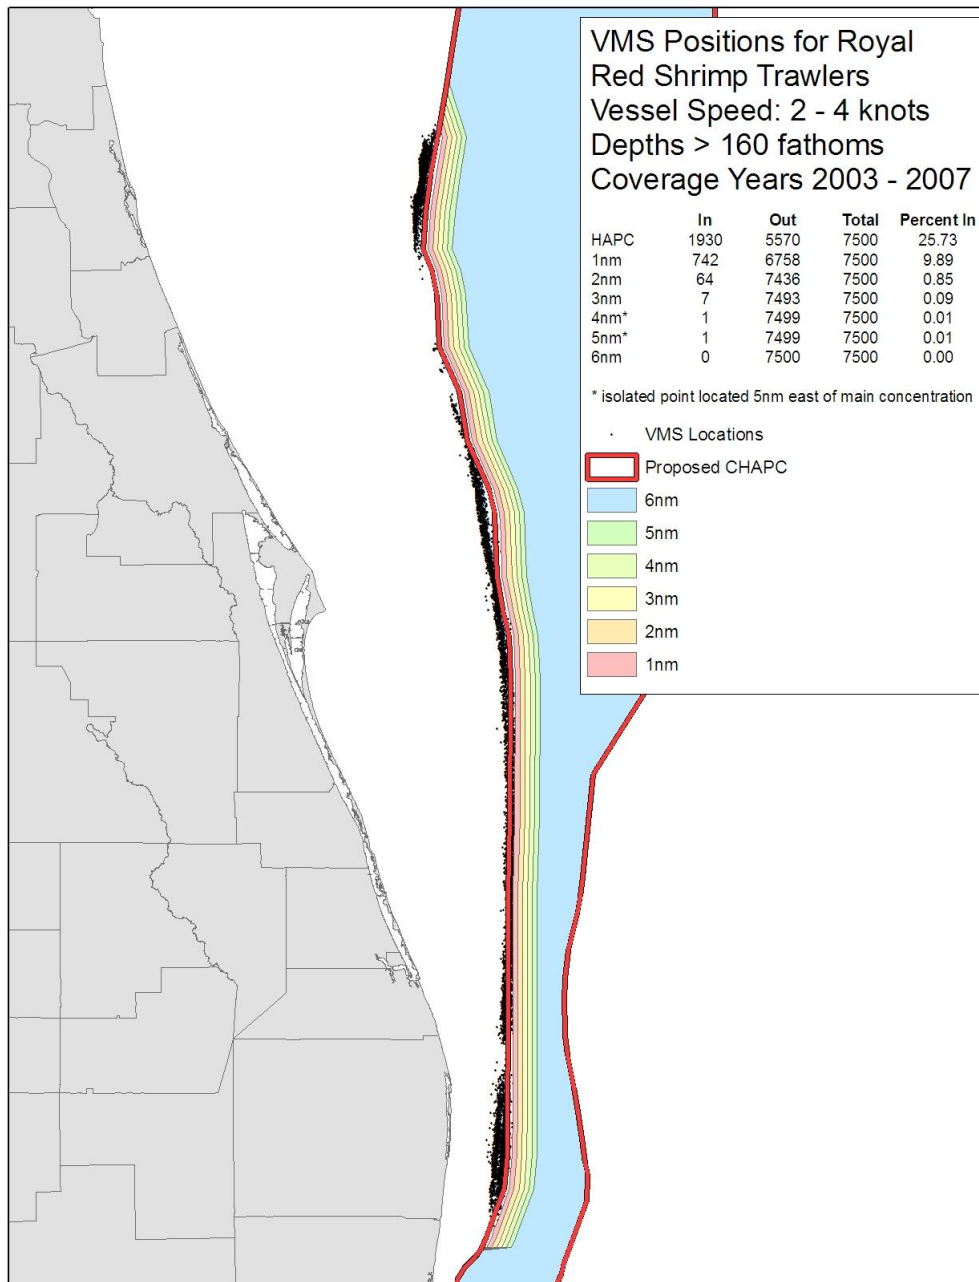 VMS Positions for Royal
Red Shrimp Trawlers
Vessel Speed: 2 - 4 knots
Depths > 160 fathoms
Coverage Years 2003 - 2007
In Out Total Percent In
HAPC 1930 5570 7500 25.73
1nm 742 6758 7500 9.89
2nm 64 7436 7500 0.85
3nm 7 7493 7500 0.09
4nm* 1 7499 7500 0.01
5nm* 1 7499 7500 0.01
6nm 0 7500 7500 0.00
* isolated point located 5nm east of main concentration
VMS Locations
Proposed CHAPC
6nm
5nm
4nm
3nm
2nm
1nm